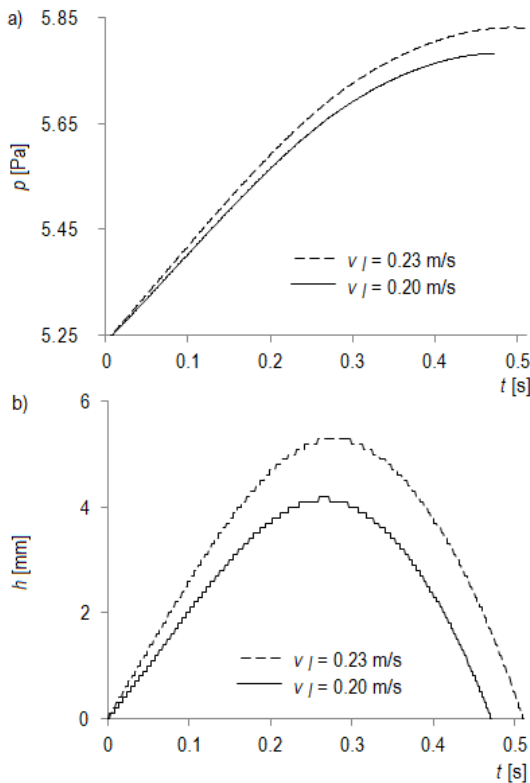 a)
5.85
5.65
5.45
5.25
p [Pa]
v l = 0.23 m/s
v l = 0.20 m/s
0 0.1 0.2 0.3 0.4 0.5
t [s]
b)
6
4
2
0
h [mm]
v l = 0.23 m/s
v l = 0.20 m/s
0 0.1 0.2 0.3 0.4 0.5
t [s]